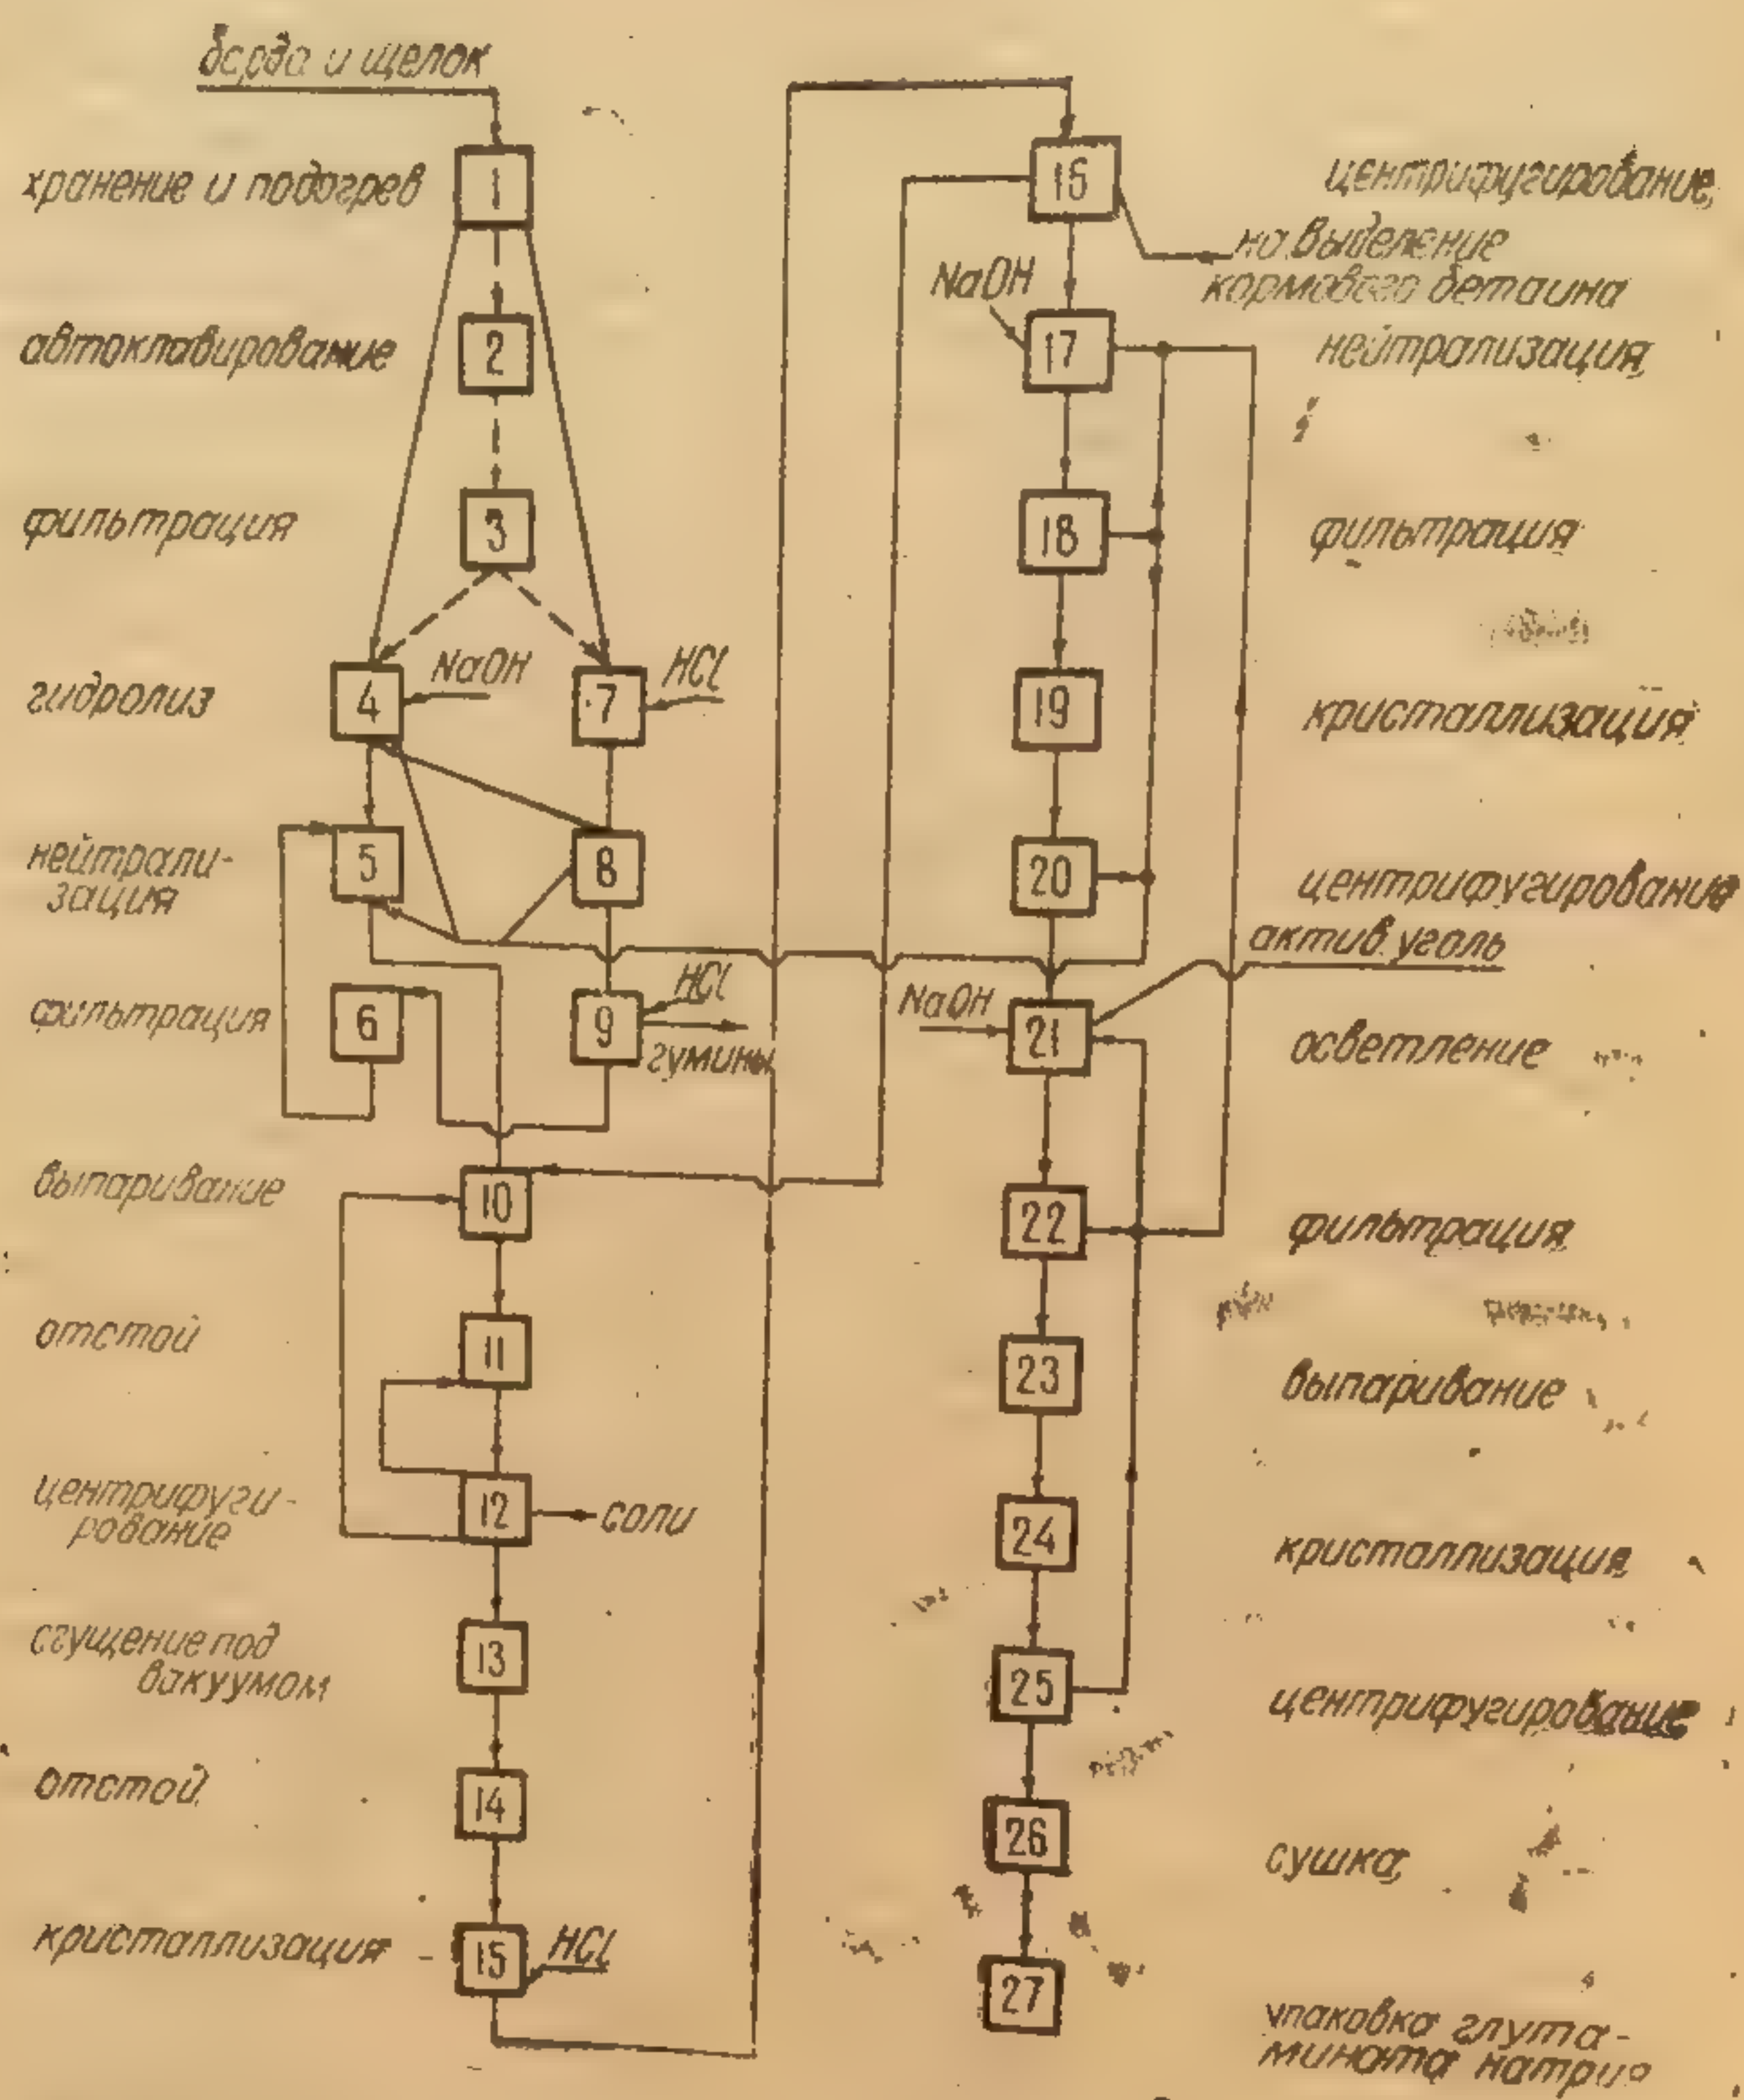 барда и щелок
хранение и подогрев
1
автоклавирование
2
фильтрация
3
гидролиз
4
NaOH
7
HCl
нейтрали-
зация
5
8
фильтрация
6
9
HCl
гумины
выпаривание
10
отстой
11
центрифуги-
рование
12
соли
сгущение под
вакуумом
13
отстой
14
кристаллизация
15
HCl
16
центрифугирование
на выделение
кормового бетаина
NaOH
17
нейтрализация
18
фильтрация
19
кристаллизация
20
центрифугирование
актив. уголь
NaOH
21
осветление
22
фильтрация
23
выпаривание
24
кристаллизация
25
центрифугирование
26
сушка
27
упаковка глута-
мината натрия